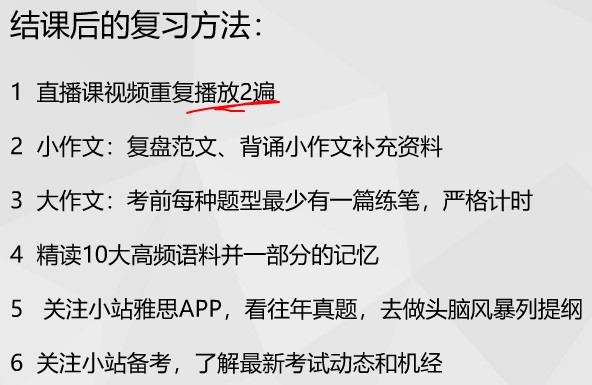 结课后的复习方法：
1 直播课视频重复播放2遍
2 小作文：复盘范文、背诵小作文补充资料
3 大作文：考前每种题型最少有一篇练笔，严格计时
4 精读10大高频语料并一部分的记忆
5 关注小站雅思APP，看往年真题，去做头脑风暴列提纲
6 关注小站备考，了解最新考试动态和机经